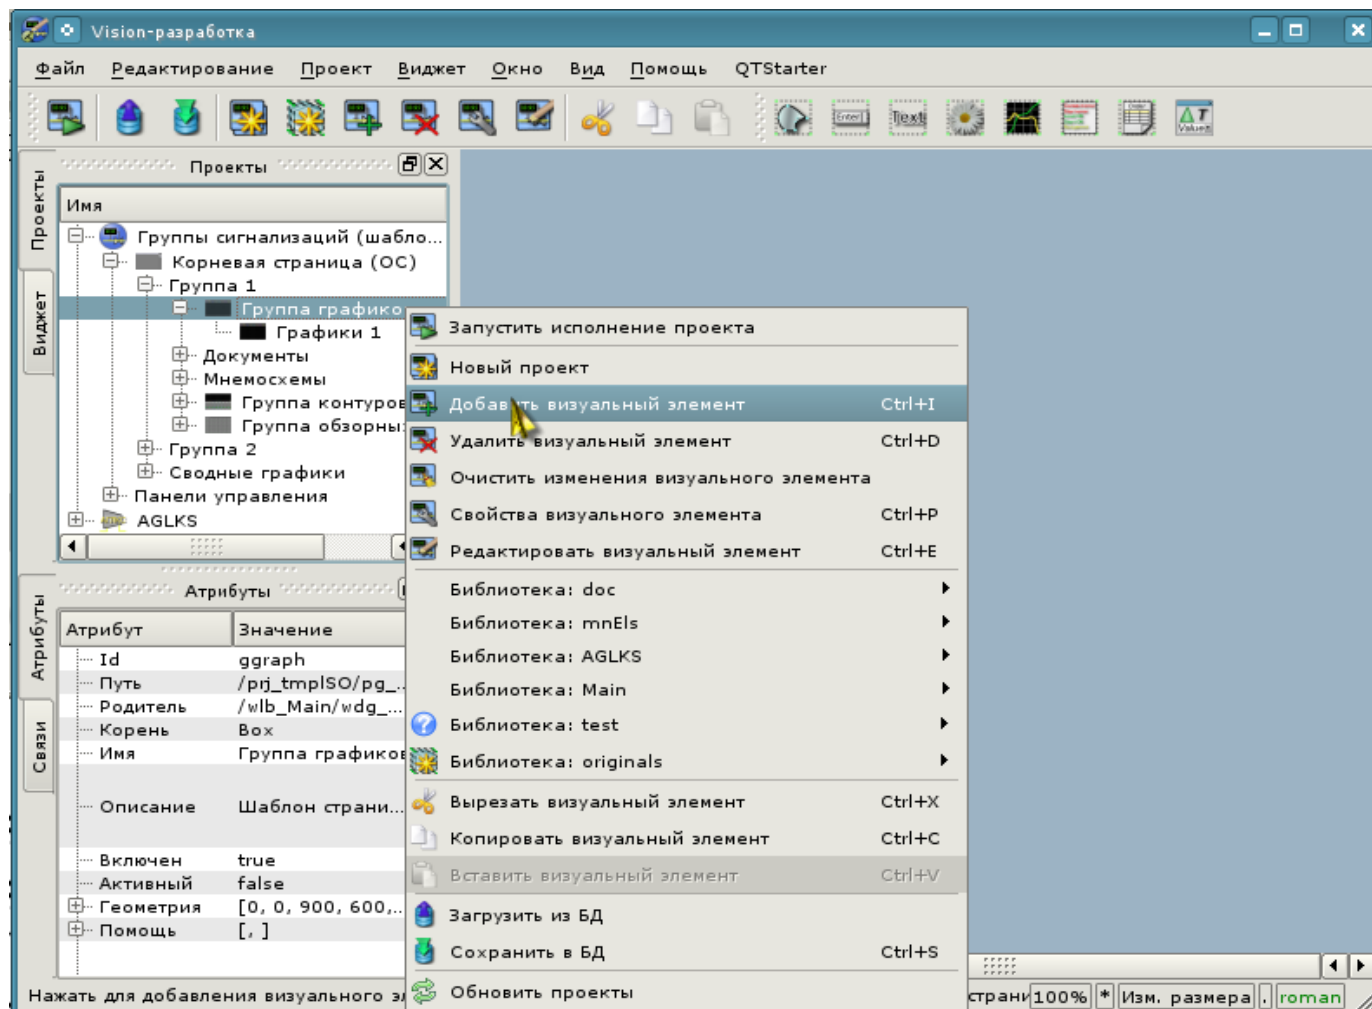 Vision-разработка
Файл Редактирование Проект Виджет Окно Вид Помощь QTStarter
Enter Text Values
Проекты
Проекты
Виджет
Имя
Группы сигнализаций (шабло...
Корневая страница (ОС)
Группа 1
Группа графико
Графики 1
Документы
Мнемосхемы
Группа контуров
Группа обзорны
Группа 2
Сводные графики
Панели управления
AGLKS
Запустить исполнение проекта
Новый проект
Добавить визуальный элемент Ctrl+I
Удалить визуальный элемент Ctrl+D
Очистить изменения визуального элемента
Свойства визуального элемента Ctrl+P
Редактировать визуальный элемент Ctrl+E
Библиотека: doc
Библиотека: mnEls
Библиотека: AGLKS
Библиотека: Main
Библиотека: test
Библиотека: originals
Вырезать визуальный элемент Ctrl+X
Копировать визуальный элемент Ctrl+C
Вставить визуальный элемент Ctrl+V
Загрузить из БД
Сохранить в БД Ctrl+S
Обновить проекты
Атрибуты
Атрибуты
Связи
Атрибут Значение
Id ggraph
Путь /prj_tmplSO/pg_...
Родитель /wlb_Main/wdg_...
Корень Box
Имя Группа графиков
Описание Шаблон страни...
Включен true
Активный false
Геометрия [0, 0, 900, 600,...
Помощь [, ]
Нажать для добавления визуального эл
страни 100% * Изм. размера . roman